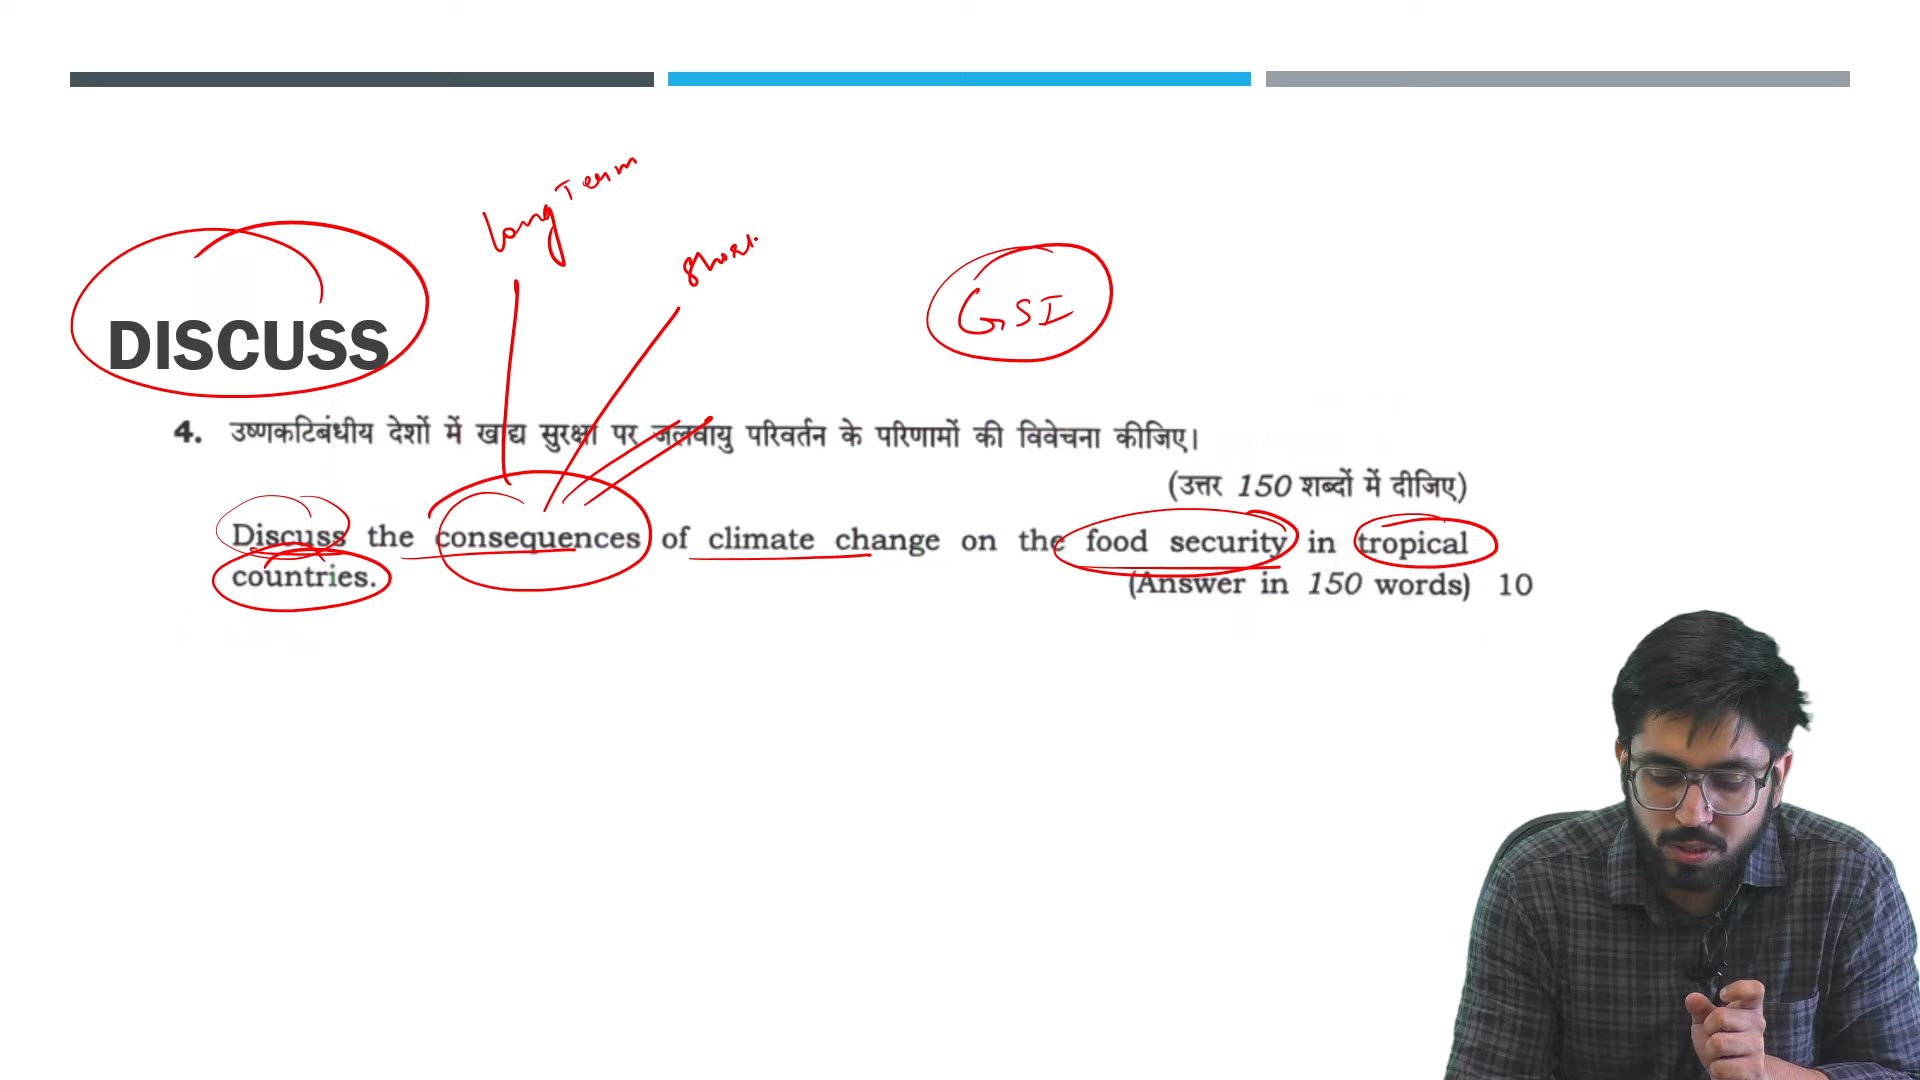 Long Term
Short.
GSI
DISCUSS
4. उष्णकटिबंधीय देशों में खाद्य सुरक्षा पर जलवायु परिवर्तन के परिणामों की विवेचना कीजिए।
(उत्तर 150 शब्दों में दीजिए)
Discuss the consequences of climate change on the food security in tropical
countries. (Answer in 150 words) 10